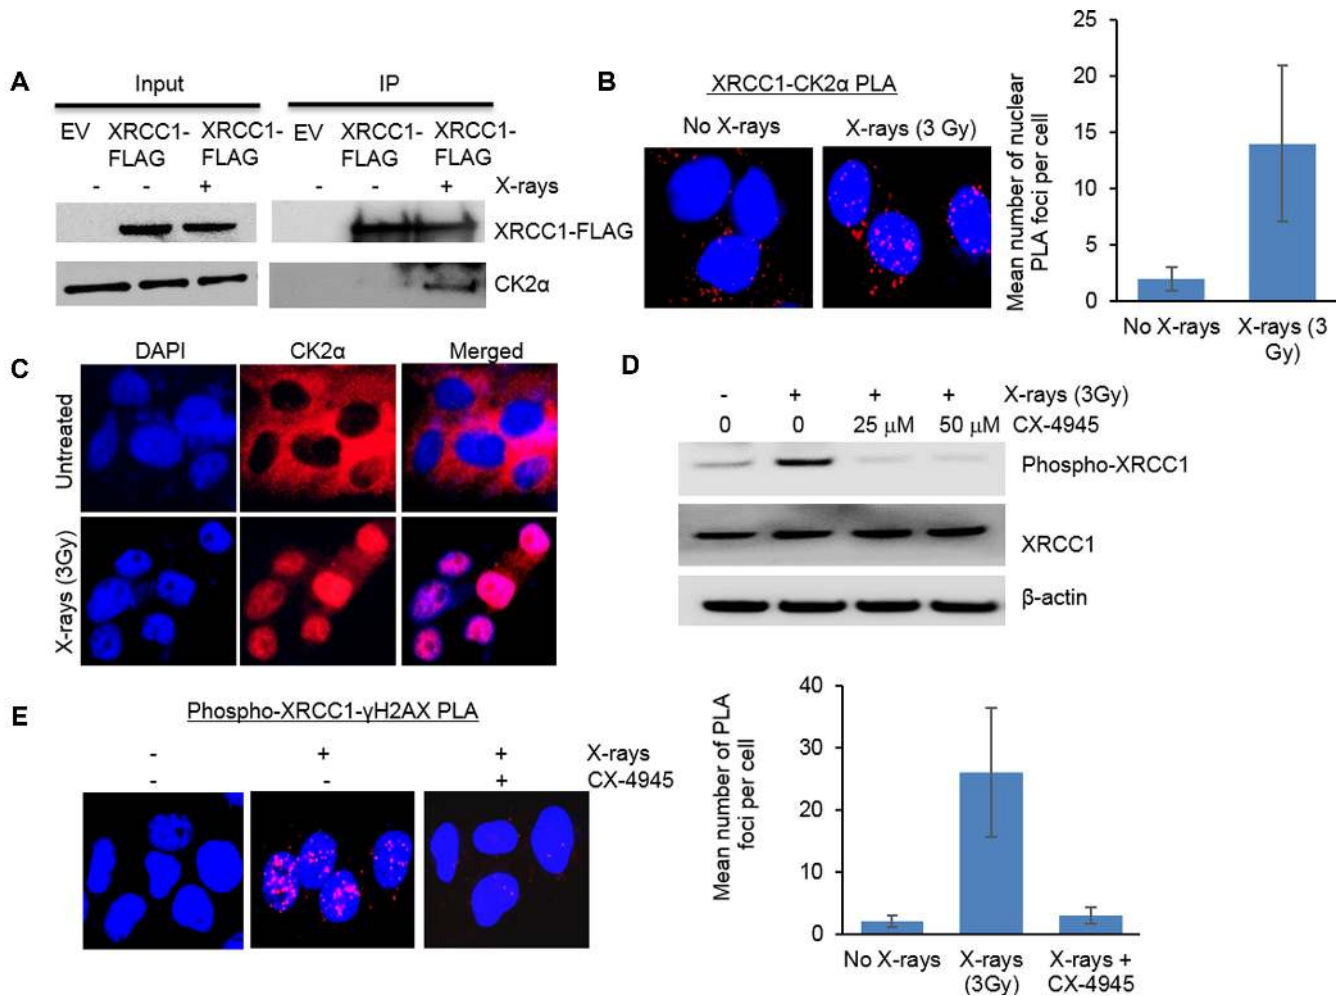 A
Input
IP
EV XRCC1-FLAG XRCC1-FLAG
EV XRCC1-FLAG XRCC1-FLAG
- - + - - + X-rays
XRCC1-FLAG
CK2α
B
XRCC1-CK2α PLA
No X-rays X-rays (3 Gy)
Mean number of nuclear
PLA foci per cell
25
20
15
10
5
0
No X-rays X-rays (3
Gy)
C
DAPI CK2α Merged
Untreated
X-rays (3Gy)
D
- + + + X-rays (3Gy)
0 0 25 μM 50 μM CX-4945
Phospho-XRCC1
XRCC1
β-actin
E
Phospho-XRCC1-γH2AX PLA
- + + X-rays
- - + CX-4945
Mean number of PLA
foci per cell
40
30
20
10
0
No X-rays X-rays X-rays +
(3Gy) CX-4945